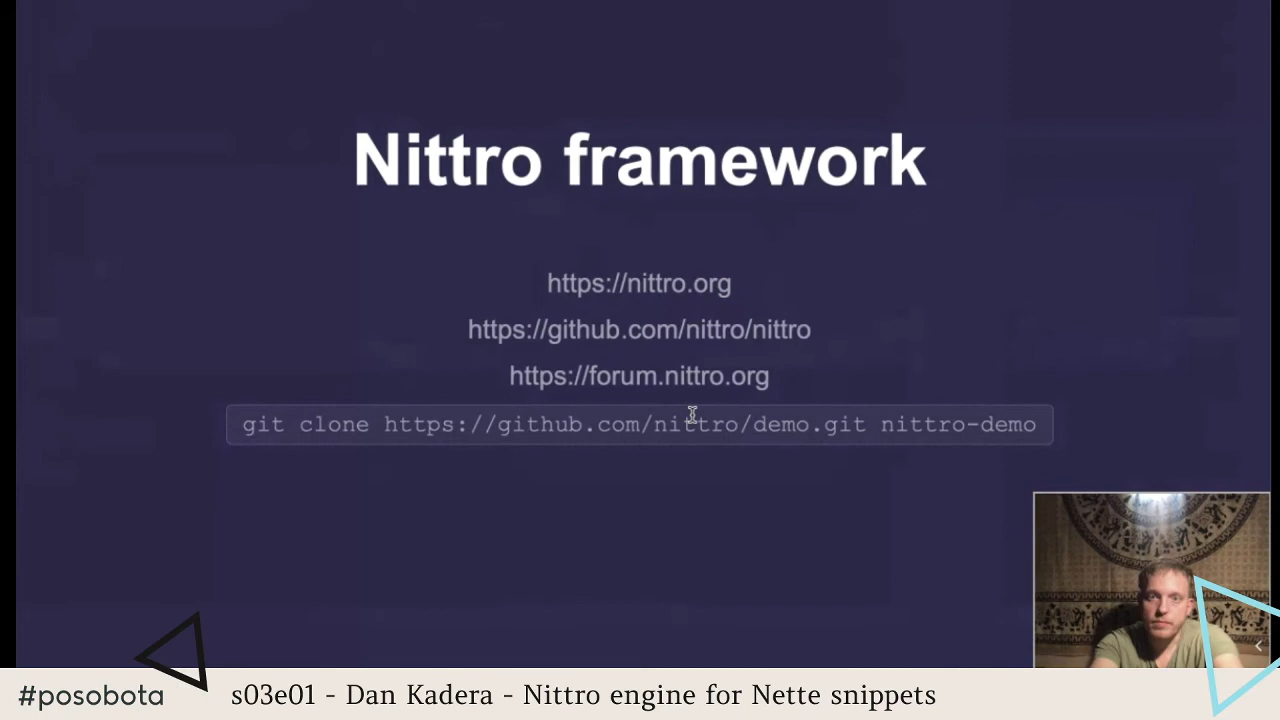 Nittro framework
https://nittro.org
https://github.com/nittro/nittro
https://forum.nittro.org
git clone https://github.com/nittro/demo.git nittro-demo
#posobota
s03e01 - Dan Kadera - Nittro engine for Nette snippets